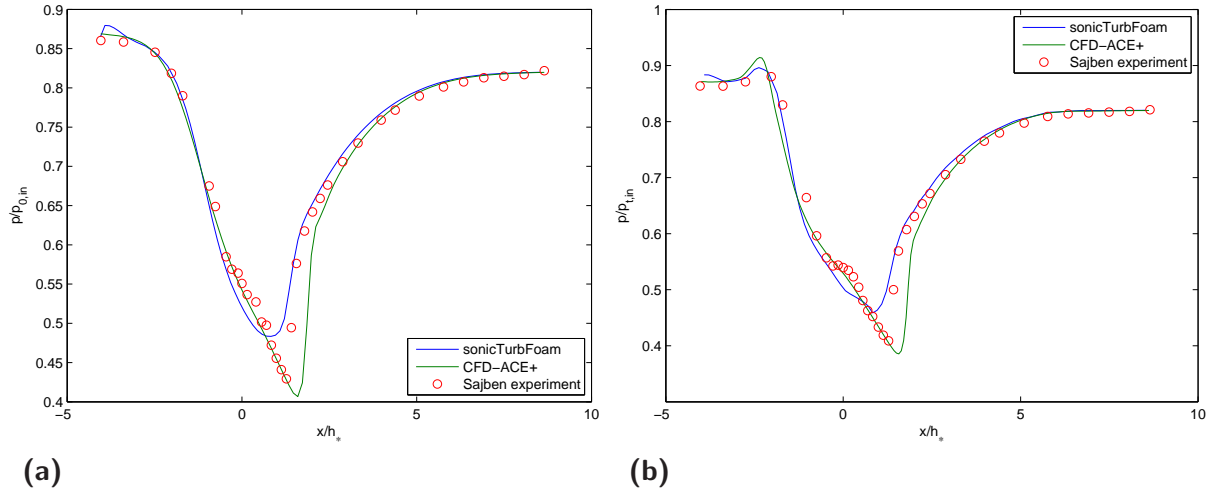 0.9
0.85
0.8
0.75
0.7
0.65
0.6
0.55
0.5
0.45
0.4
p/p0,in
−5
0
5
10
x/h*
sonicTurbFoam
CFD−ACE+
Sajben experiment
(a)
1
0.9
0.8
0.7
0.6
0.5
0.4
p/pt,in
−5
0
5
10
x/h*
sonicTurbFoam
CFD−ACE+
Sajben experiment
(b)